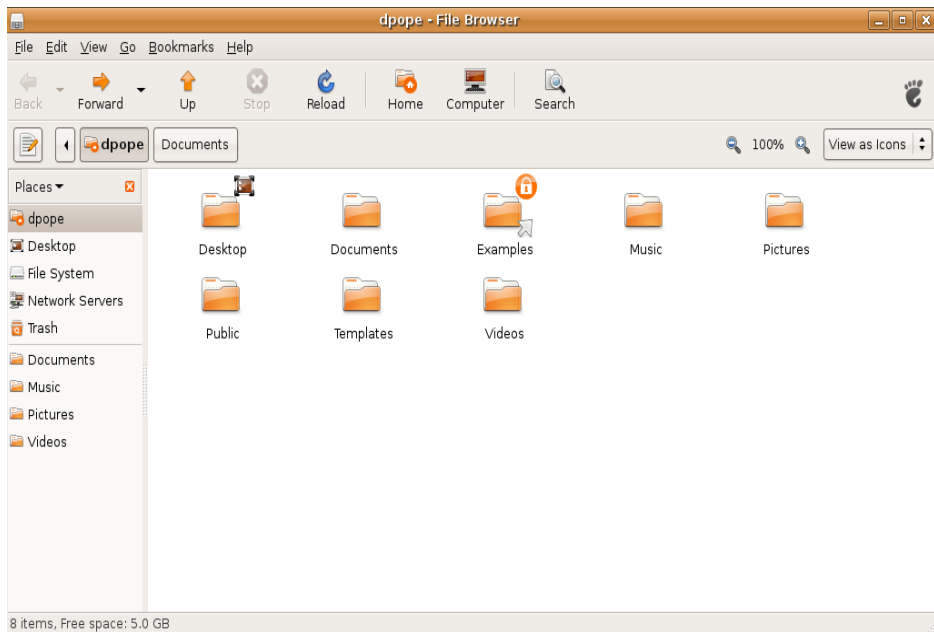 dpope - File Browser
File Edit View Go Bookmarks Help
Back Forward Up Stop Reload Home Computer Search
dpope Documents 100% View as Icons
Places
dpope
Desktop
File System
Network Servers
Trash
Documents
Music
Pictures
Videos
Desktop Documents Examples Music Pictures
Public Templates Videos
8 items, Free space: 5.0 GB